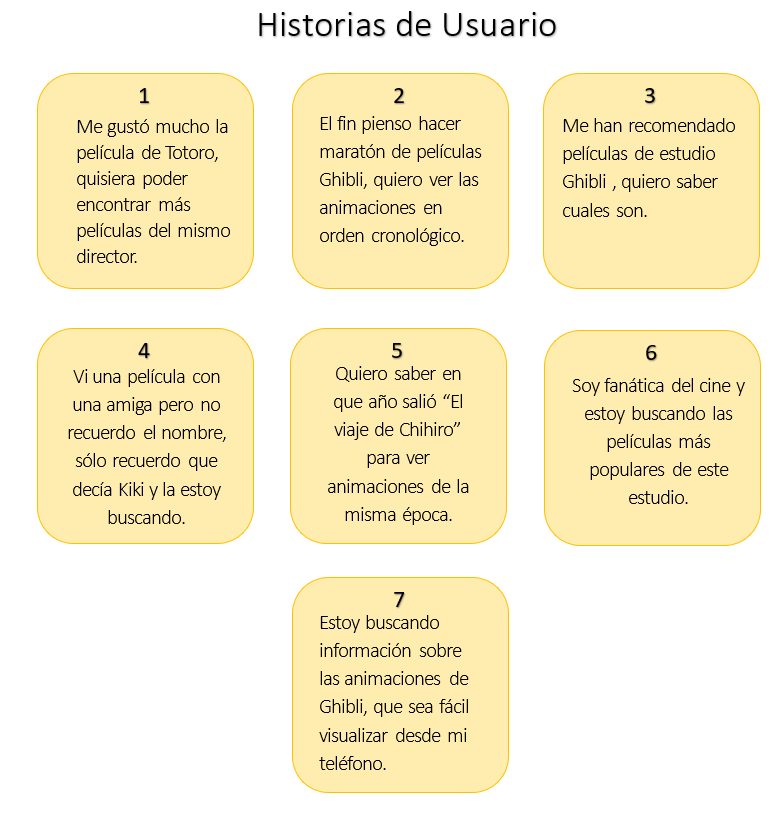 Historias de Usuario
1
Me gustó mucho la
película de Totoro,
quisiera poder
encontrar más
películas del mismo
director.
2
El fin pienso hacer
maratón de películas
Ghibli, quiero ver las
animaciones en
orden cronológico.
3
Me han recomendado
películas de estudio
Ghibli , quiero saber
cuales son.
4
Vi una película con
una amiga pero no
recuerdo el nombre,
sólo recuerdo que
decía Kiki y la estoy
buscando.
5
Quiero saber en
que año salió “El
viaje de Chihiro”
para ver
animaciones de la
misma época.
6
Soy fanática del cine y
estoy buscando las
películas más
populares de este
estudio.
7
Estoy buscando
información sobre
las animaciones de
Ghibli, que sea fácil
visualizar desde mi
teléfono.